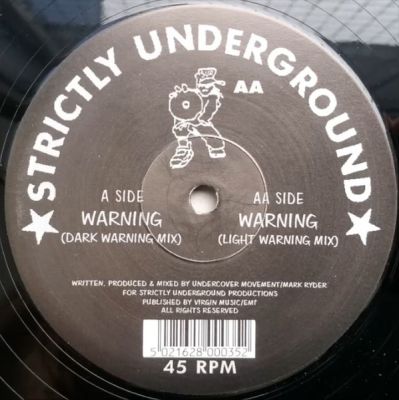 STRICTLY UNDERGROUND
AA
A SIDE
WARNING
(DARK WARNING MIX)
AA SIDE
WARNING
(LIGHT WARNING MIX)
WRITTEN, PRODUCED & MIXED BY UNDERCOVER MOVEMENT/MARK RYDER
FOR STRICTLY UNDERGROUND PRODUCTIONS
PUBLISHED BY VIRGIN MUSIC/EMF
ALL RIGHTS RESERVED
5 021628 000352
45 RPM